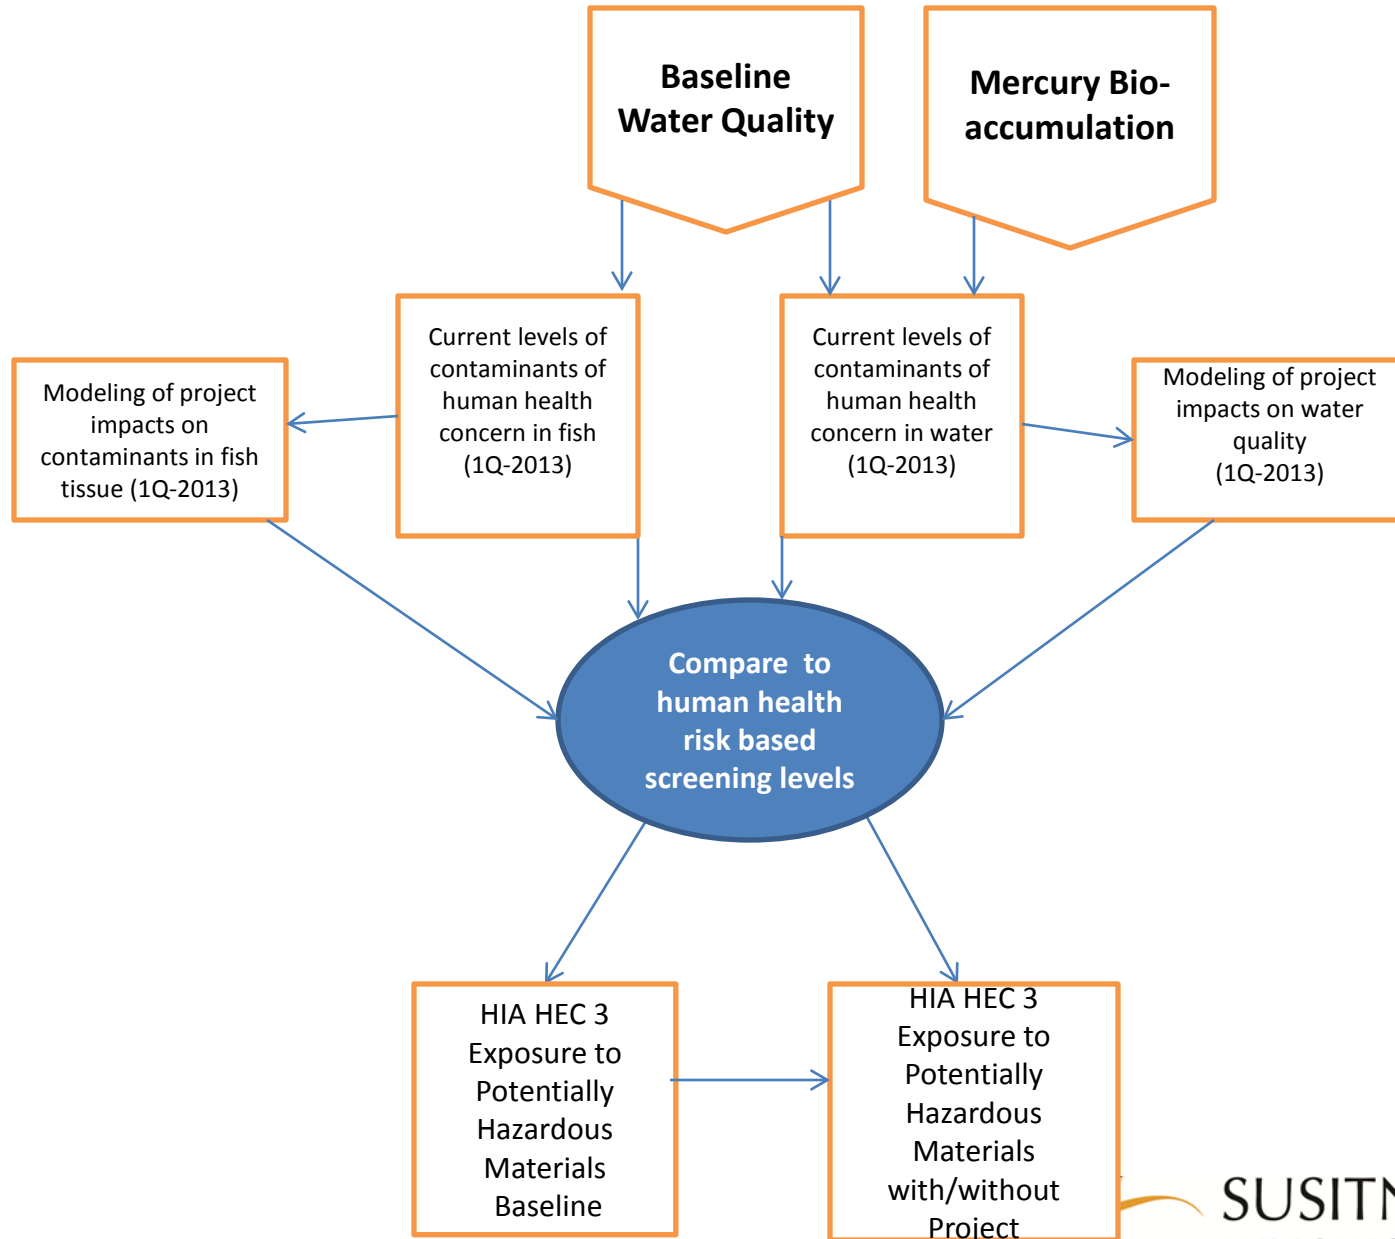 Baseline
Water Quality
Mercury Bio-
accumulation
Modeling of project
impacts on
contaminants in fish
tissue (1Q-2013)
Current levels of
contaminants of
human health
concern in fish
(1Q-2013)
Current levels of
contaminants of
human health
concern in water
(1Q-2013)
Modeling of project
impacts on water
quality
(1Q-2013)
Compare to
human health
risk based
screening levels
HIA HEC 3
Exposure to
Potentially
Hazardous
Materials
Baseline
HIA HEC 3
Exposure to
Potentially
Hazardous
Materials
with/without
Project
SUSITN